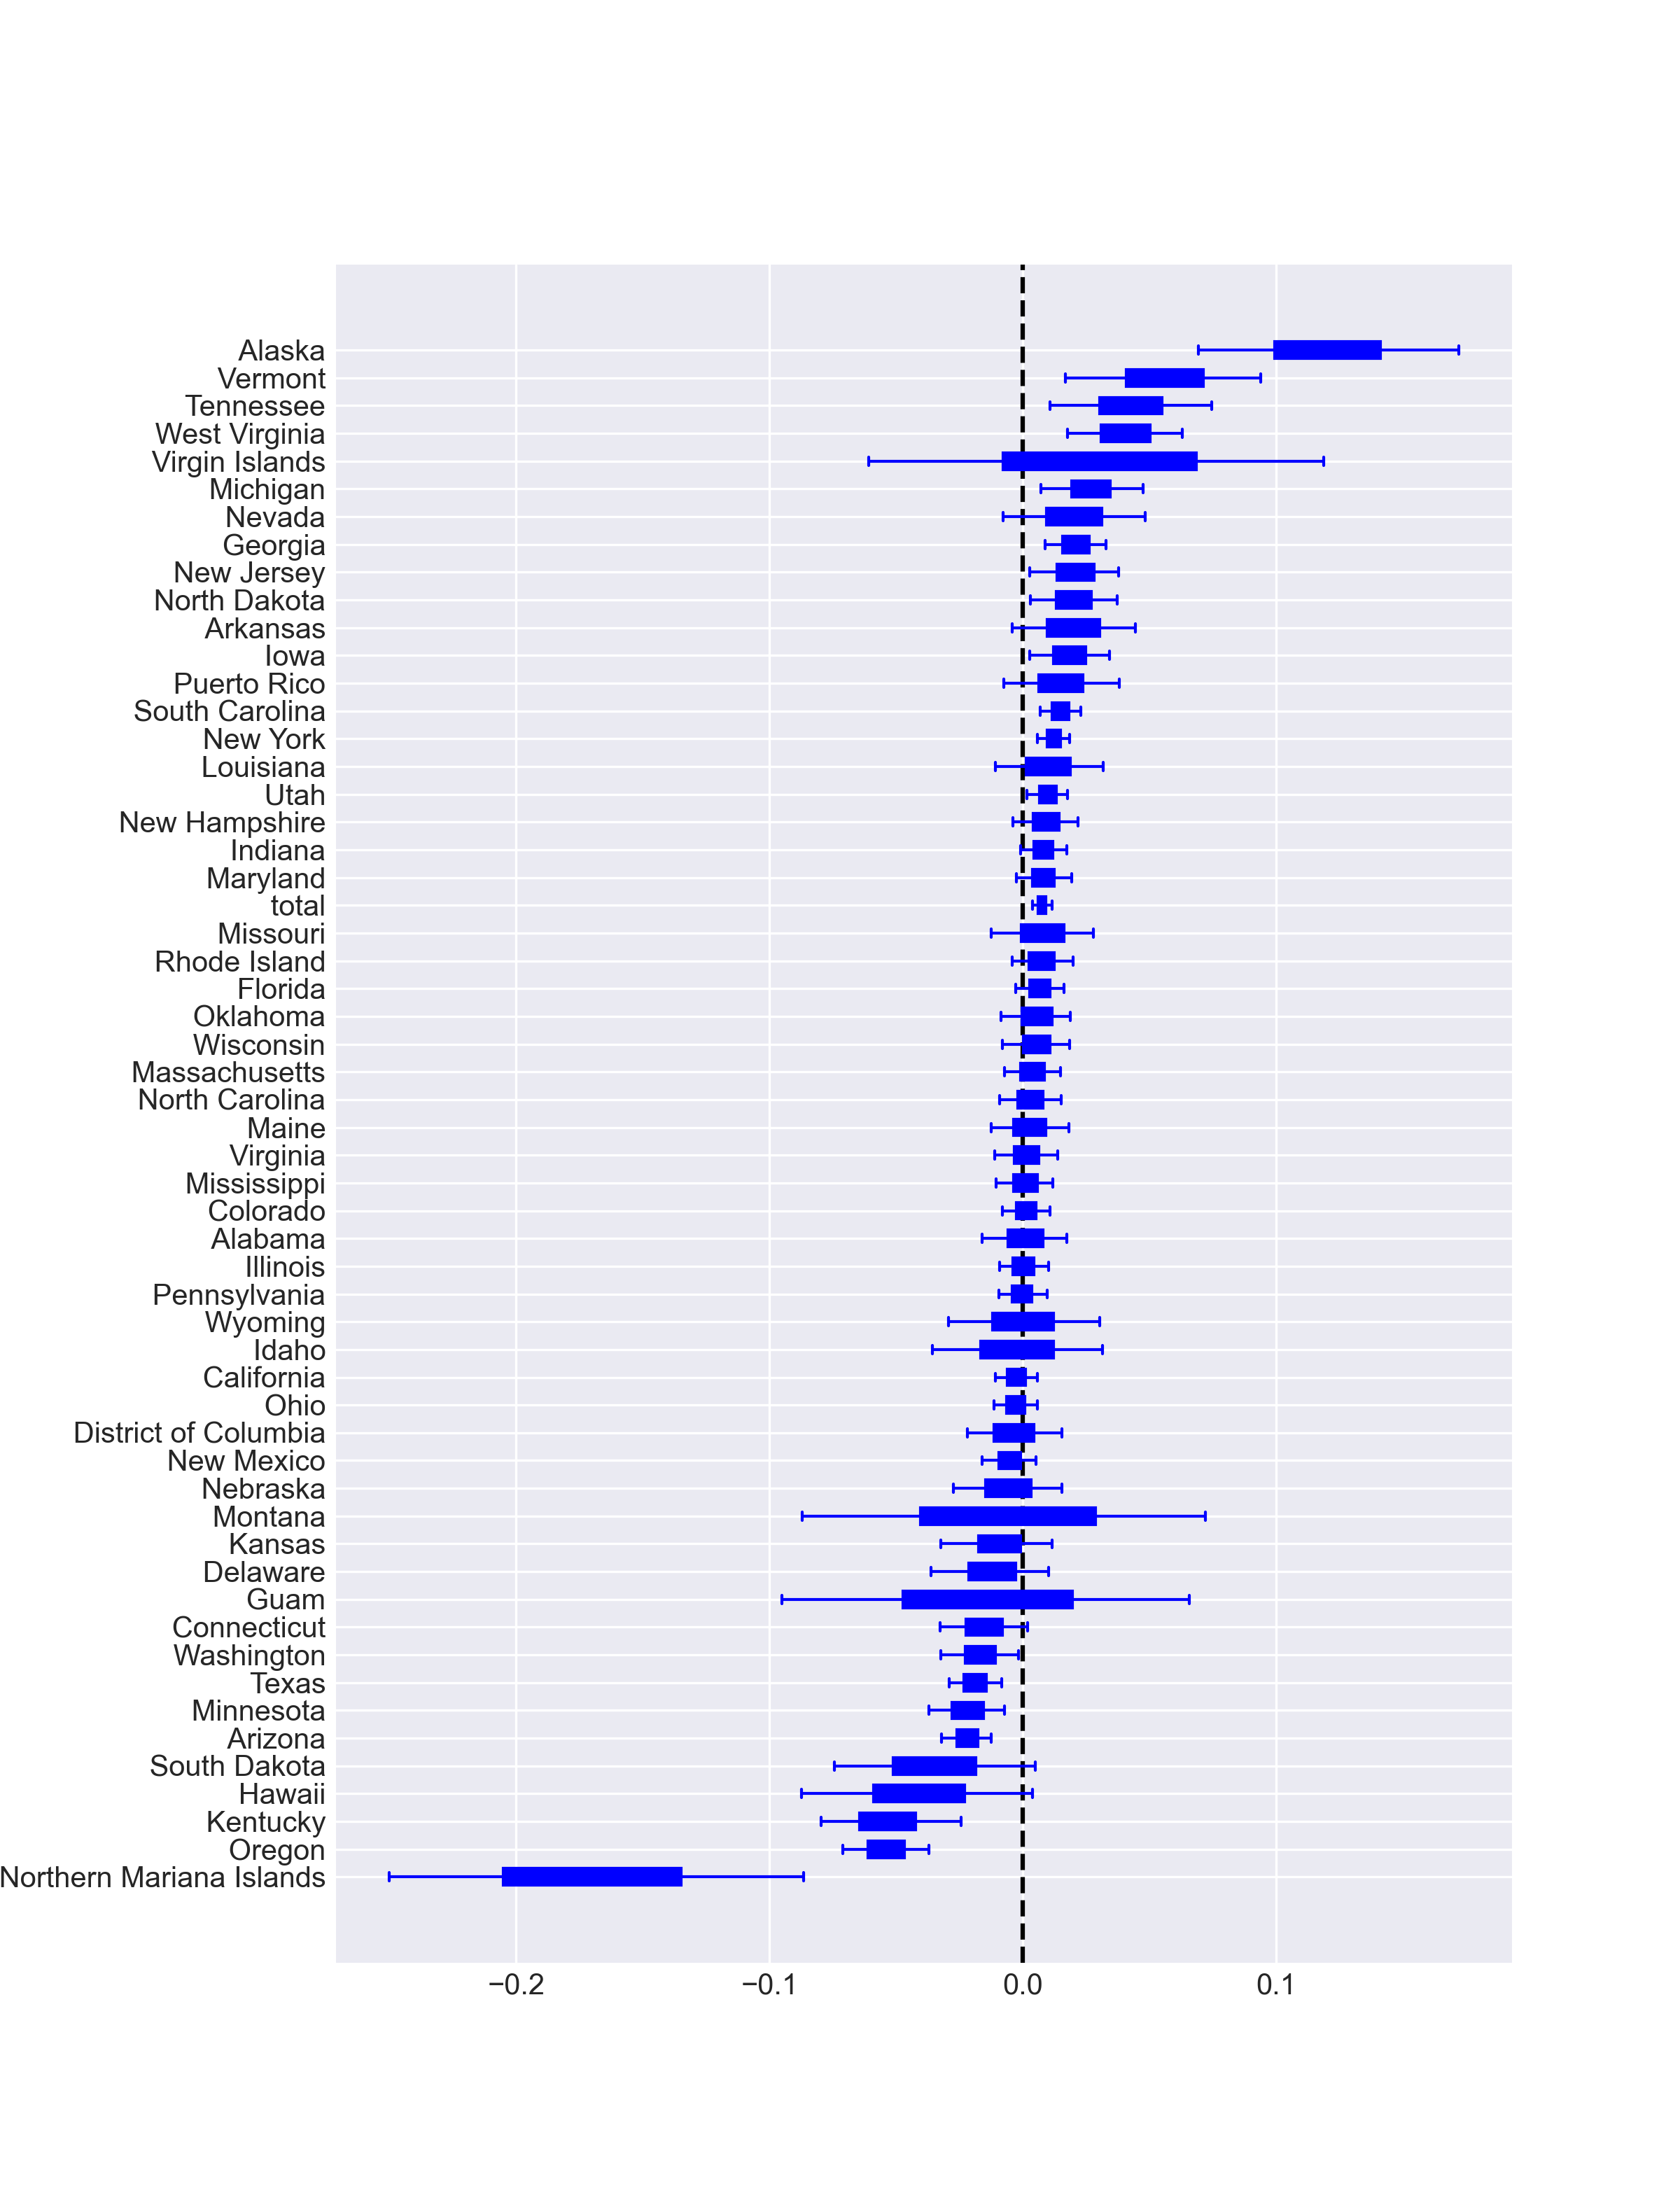 Alaska
Vermont
Tennessee
West Virginia
Virgin Islands
Michigan
Nevada
Georgia
New Jersey
North Dakota
Arkansas
Iowa
Puerto Rico
South Carolina
New York
Louisiana
Utah
New Hampshire
Indiana
Maryland
total
Missouri
Rhode Island
Florida
Oklahoma
Wisconsin
Massachusetts
North Carolina
Maine
Virginia
Mississippi
Colorado
Alabama
Illinois
Pennsylvania
Wyoming
Idaho
California
Ohio
District of Columbia
New Mexico
Nebraska
Montana
Kansas
Delaware
Guam
Connecticut
Washington
Texas
Minnesota
Arizona
South Dakota
Hawaii
Kentucky
Oregon
Northern Mariana Islands
−0.2 −0.1 0.0 0.1